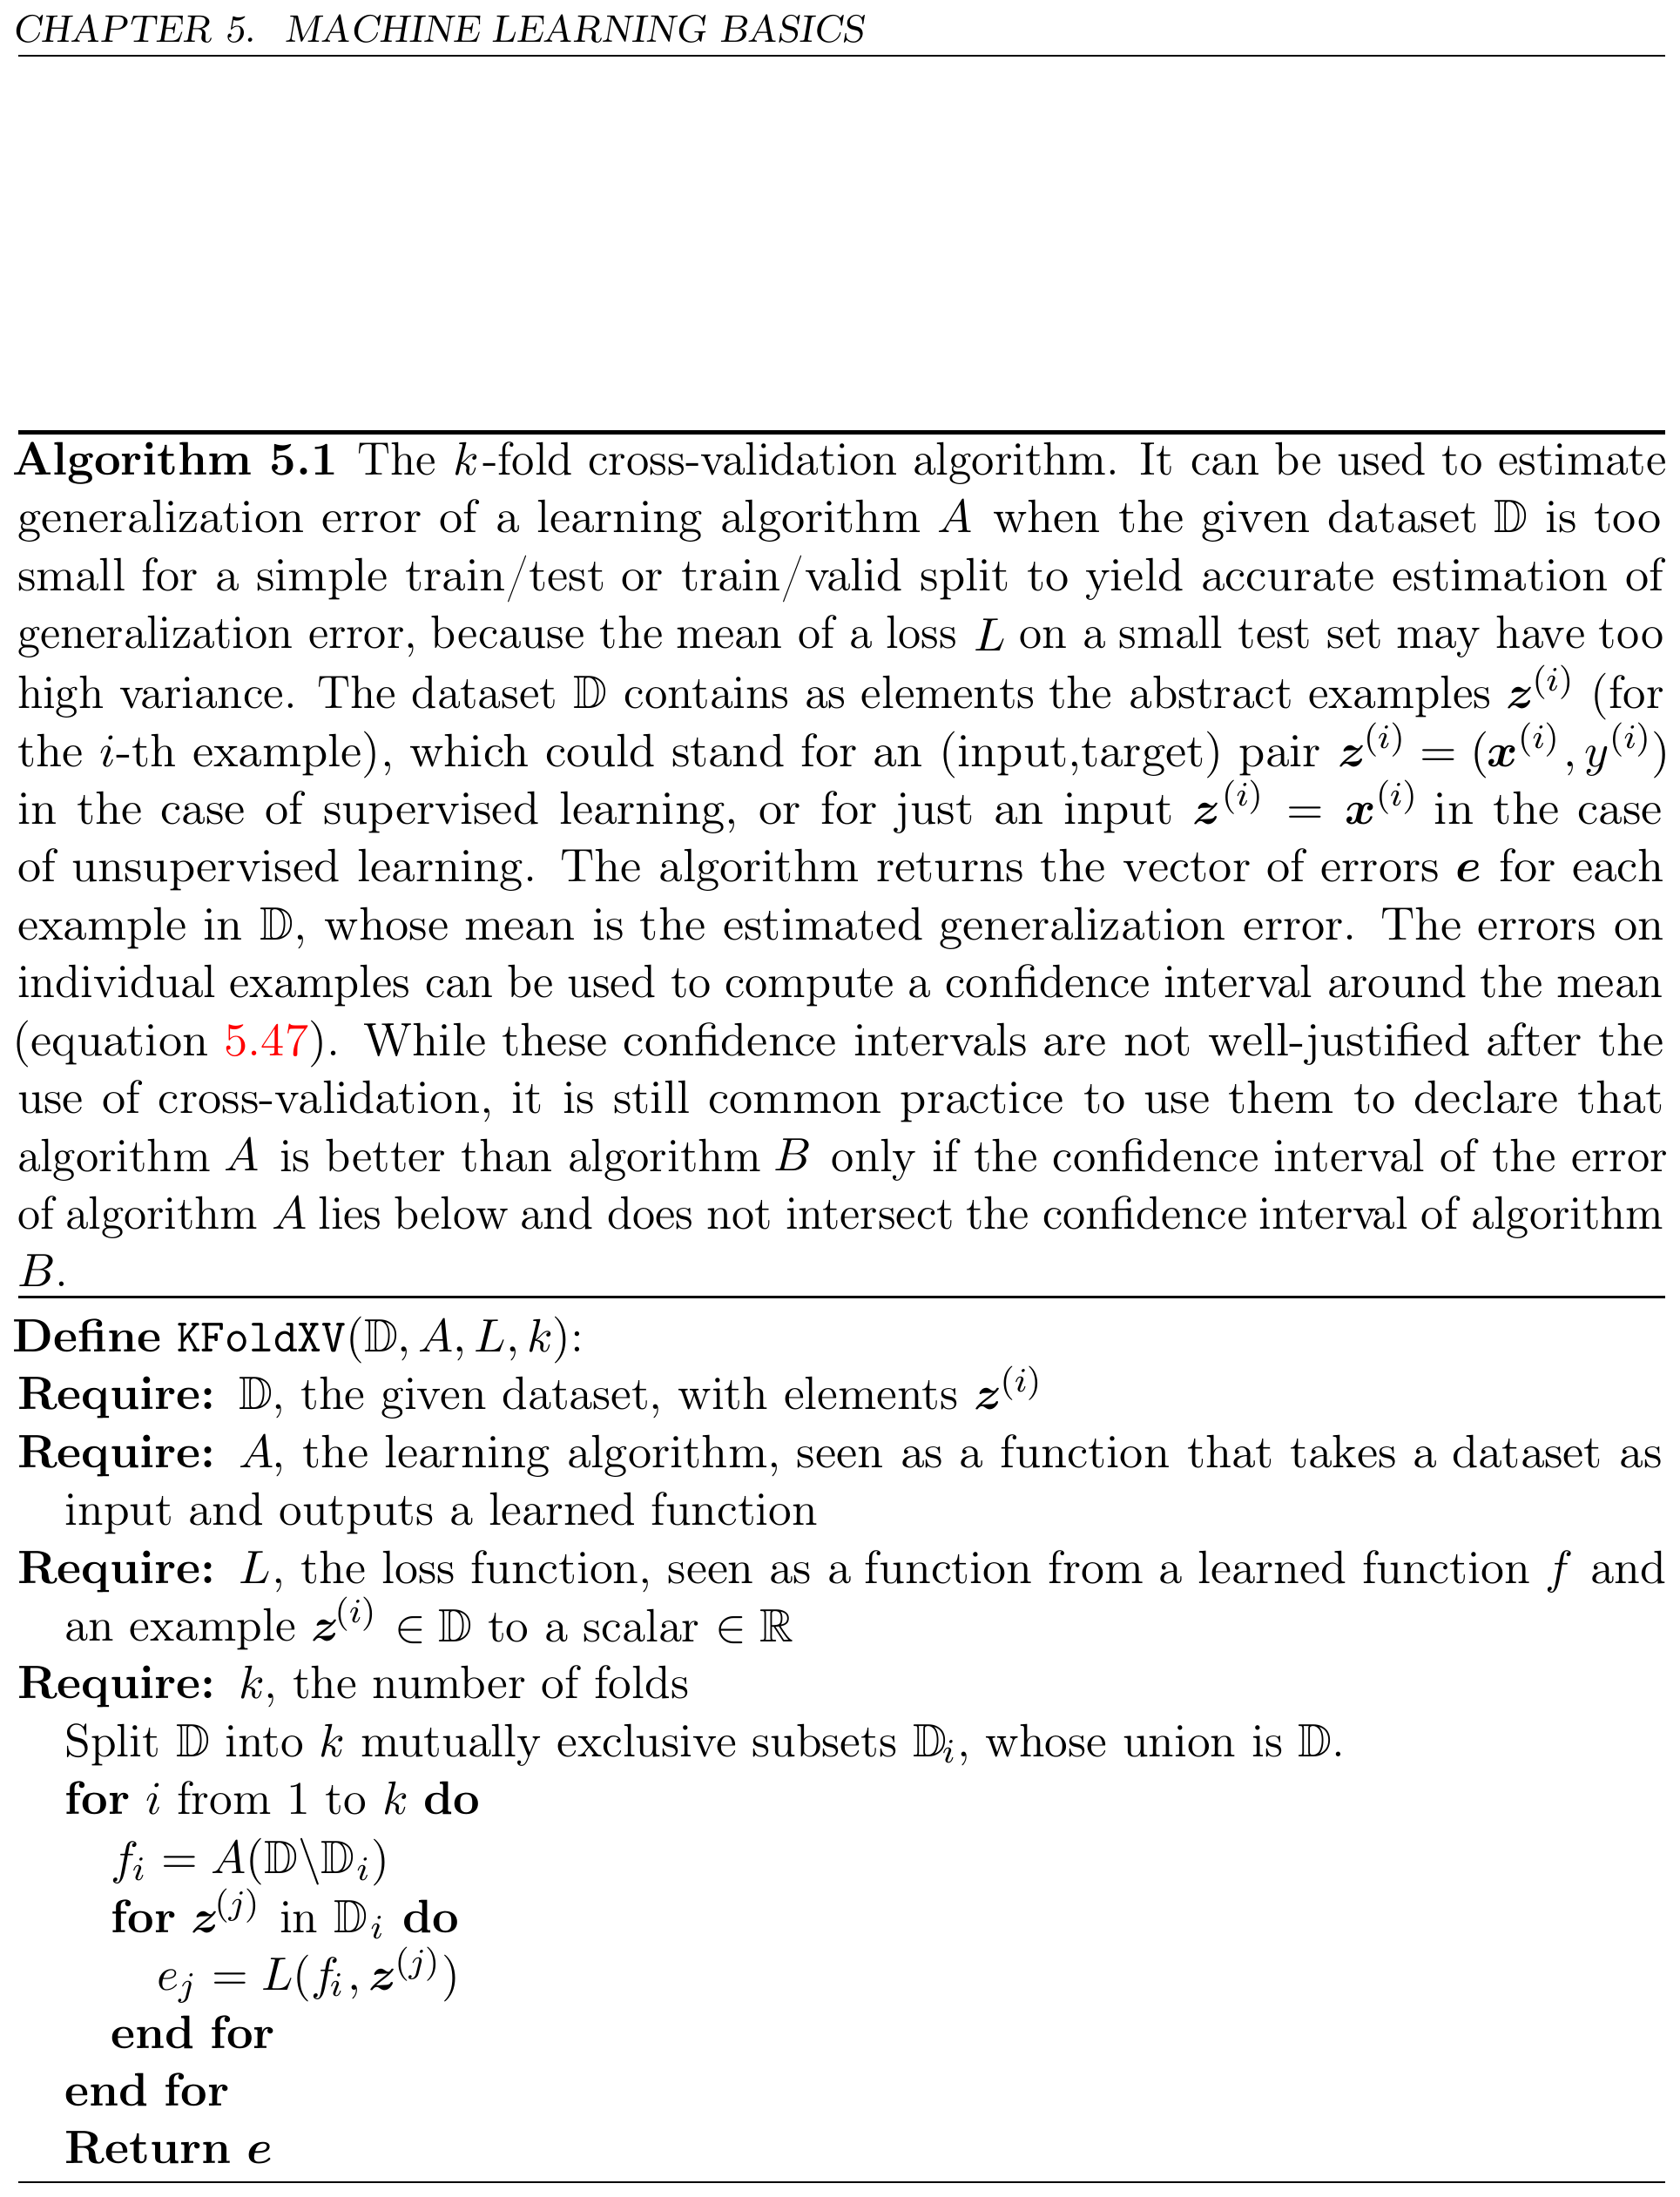 CHAPTER 5. MACHINE LEARNING BASICS
Algorithm 5.1 The k-fold cross-validation algorithm. It can be used to estimate
generalization error of a learning algorithm A when the given dataset 𝔻 is too
small for a simple train/test or train/valid split to yield accurate estimation of
generalization error, because the mean of a loss L on a small test set may have too
high variance. The dataset 𝔻 contains as elements the abstract examples z^(i) (for
the i-th example), which could stand for an (input,target) pair z^(i) = (x^(i), y^(i))
in the case of supervised learning, or for just an input z^(i) = x^(i) in the case
of unsupervised learning. The algorithm returns the vector of errors e for each
example in 𝔻, whose mean is the estimated generalization error. The errors on
individual examples can be used to compute a confidence interval around the mean
(equation 5.47). While these confidence intervals are not well-justified after the
use of cross-validation, it is still common practice to use them to declare that
algorithm A is better than algorithm B only if the confidence interval of the error
of algorithm A lies below and does not intersect the confidence interval of algorithm
B.
Define KFoldXV(𝔻, A, L, k):
Require: 𝔻, the given dataset, with elements z^(i)
Require: A, the learning algorithm, seen as a function that takes a dataset as
input and outputs a learned function
Require: L, the loss function, seen as a function from a learned function f and
an example z^(i) ∈ 𝔻 to a scalar ∈ ℝ
Require: k, the number of folds
Split 𝔻 into k mutually exclusive subsets 𝔻_i, whose union is 𝔻.
for i from 1 to k do
f_i = A(𝔻\𝔻_i)
for z^(j) in 𝔻_i do
e_j = L(f_i, z^(j))
end for
end for
Return e